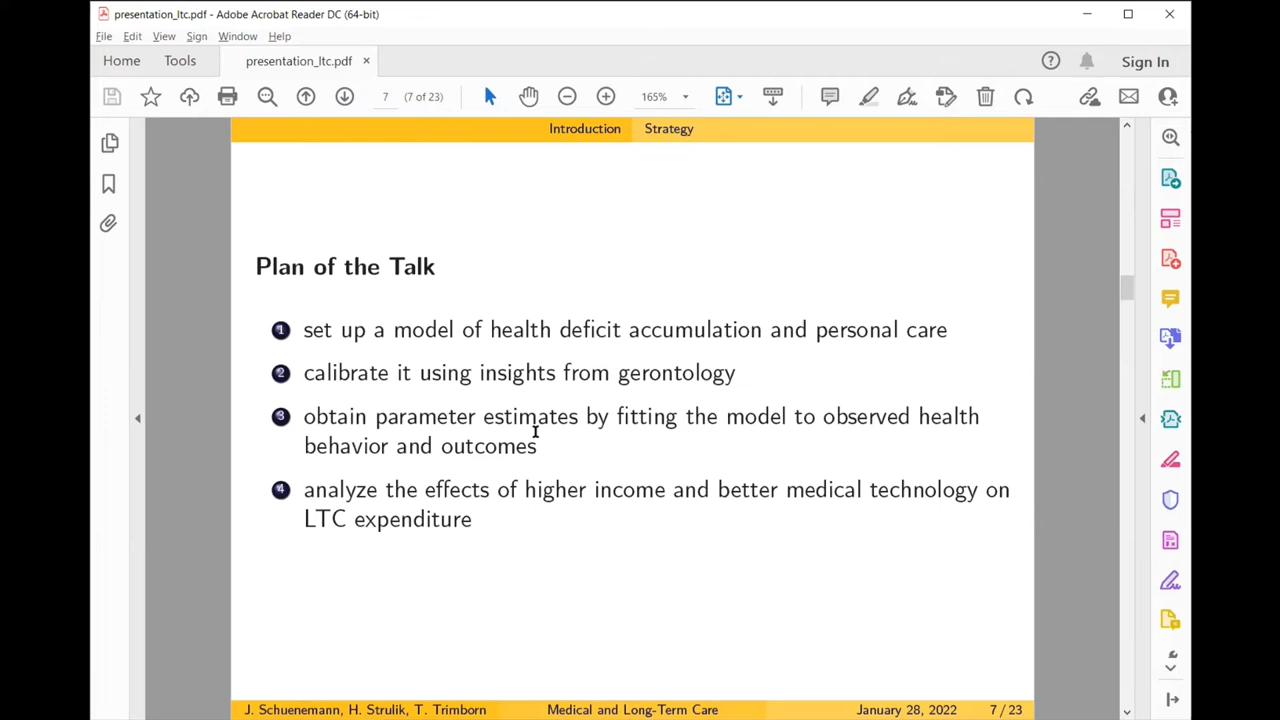 presentation_ltc.pdf - Adobe Acrobat Reader DC (64-bit)
File Edit View Sign Window Help
Home Tools presentation_ltc.pdf × Sign In
7 (7 of 23) 165%
Introduction Strategy
Plan of the Talk
1 set up a model of health deficit accumulation and personal care
2 calibrate it using insights from gerontology
3 obtain parameter estimates by fitting the model to observed health
behavior and outcomes
4 analyze the effects of higher income and better medical technology on
LTC expenditure
J. Schuenemann, H. Strulik, T. Trimborn Medical and Long-Term Care January 28, 2022 7 / 23